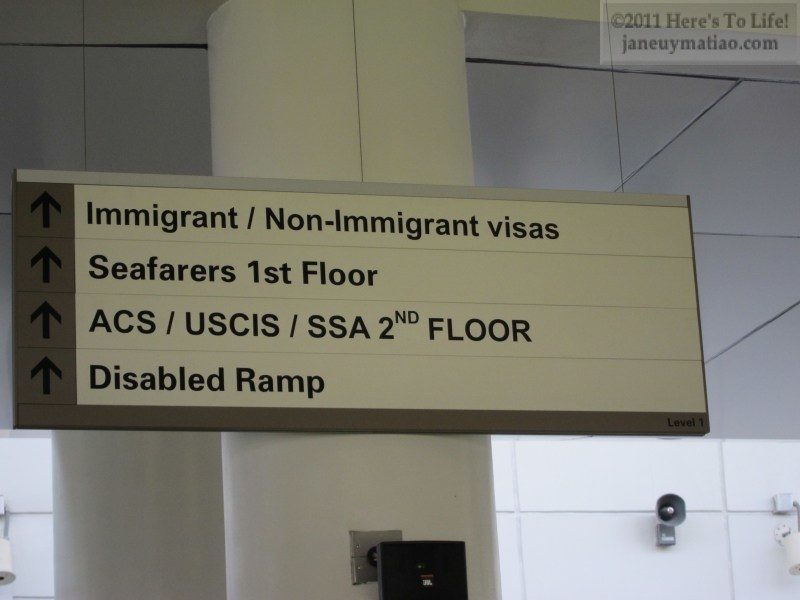 ©2011 Here's To Life!
janeuymatiao.com
Immigrant / Non-Immigrant visas
Seafarers 1st Floor
ACS / USCIS / SSA 2ND FLOOR
Disabled Ramp
Level 1
JBL